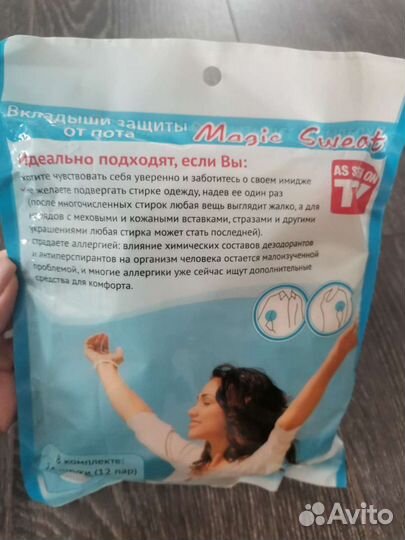 Вкладыши защиты
от пота
Magic Sweat
AS SEEN ON
TV
Идеально подходят, если Вы:
хотите чувствовать себя уверенно и заботитесь о своем имидже
не желаете подвергать стирке одежду, надев ее один раз
(после многочисленных стирок любая вещь выглядит жалко, а для
нарядов с меховыми и кожаными вставками, стразами и другими
украшениями любая стирка может стать последней).
страдаете аллергией: влияние химических составов дезодорантов
и антиперспирантов на организм человека остается малоизученной
проблемой, и многие аллергики уже сейчас ищут дополнительные
средства для комфорта.
В комплекте:
(12 пар)
Avito